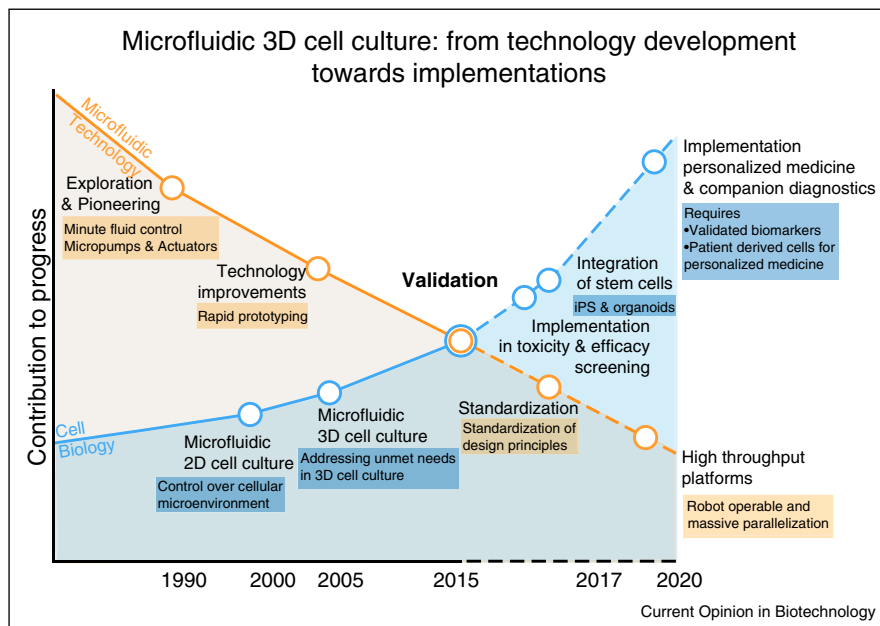 Microfluidic 3D cell culture: from technology development
towards implementations
Contribution to progress
Microfluidic
Technology
Exploration
& Pioneering
Minute fluid control
Micropumps & Actuators
Technology
improvements
Rapid prototyping
Validation
Implementation
personalized medicine
& companion diagnostics
Requires
•Validated biomarkers
•Patient derived cells for
personalized medicine
Integration
of stem cells
iPS & organoids
Implementation
in toxicity & efficacy
screening
Cell
Biology
Microfluidic
2D cell culture
Control over cellular
microenvironment
Microfluidic
3D cell culture
Addressing unmet needs
in 3D cell culture
Standardization
Standardization of
design principles
High throughput
platforms
Robot operable and
massive parallelization
1990 2000 2005 2015 2017 2020
Current Opinion in Biotechnology